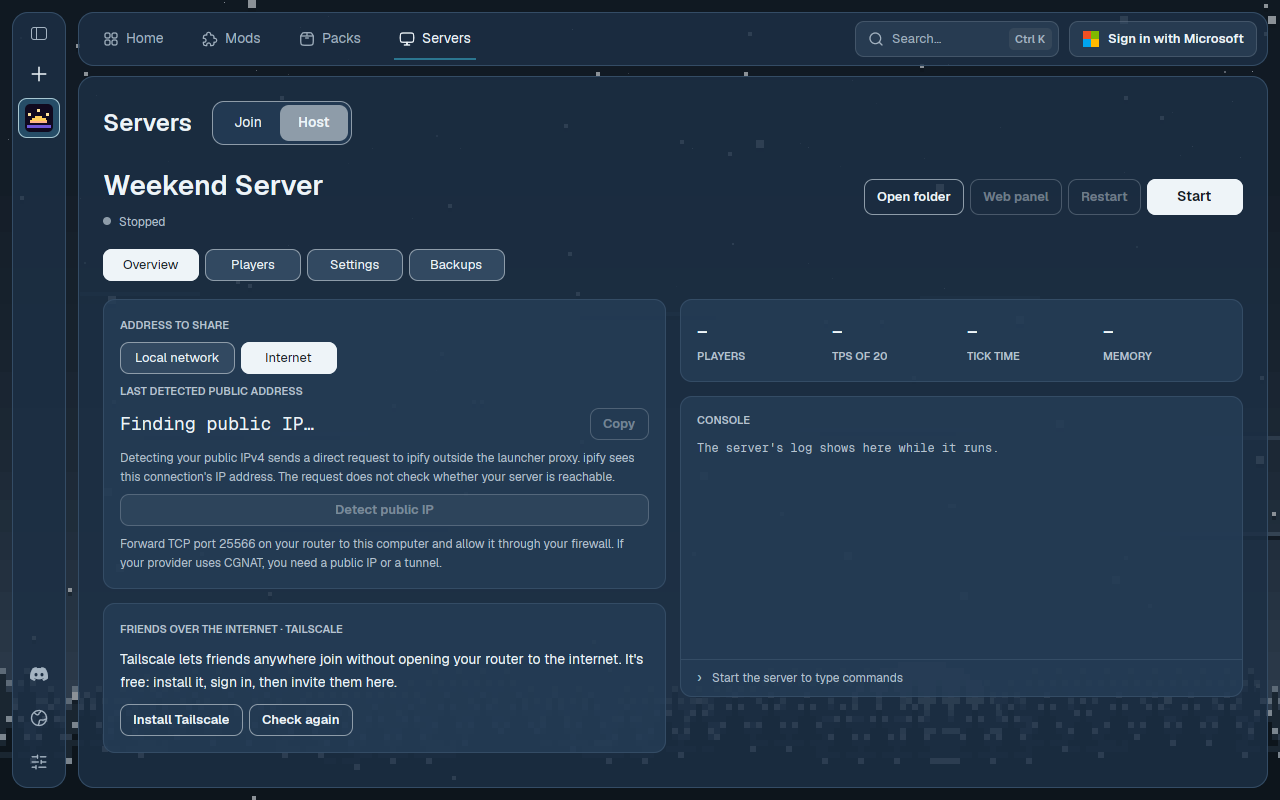 Home
Mods
Packs
Servers
Search...
Ctrl K
Sign in with Microsoft
Servers
Join
Host
Weekend Server
Stopped
Open folder
Web panel
Restart
Start
Overview
Players
Settings
Backups
ADDRESS TO SHARE
Local network
Internet
LAST DETECTED PUBLIC ADDRESS
Finding public IP…
Copy
Detecting your public IPv4 sends a direct request to ipify outside the launcher proxy. ipify sees
this connection's IP address. The request does not check whether your server is reachable.
Detect public IP
Forward TCP port 25566 on your router to this computer and allow it through your firewall. If
your provider uses CGNAT, you need a public IP or a tunnel.
FRIENDS OVER THE INTERNET · TAILSCALE
Tailscale lets friends anywhere join without opening your router to the internet. It's
free: install it, sign in, then invite them here.
Install Tailscale
Check again
–
–
–
–
PLAYERS
TPS OF 20
TICK TIME
MEMORY
CONSOLE
The server's log shows here while it runs.
› Start the server to type commands